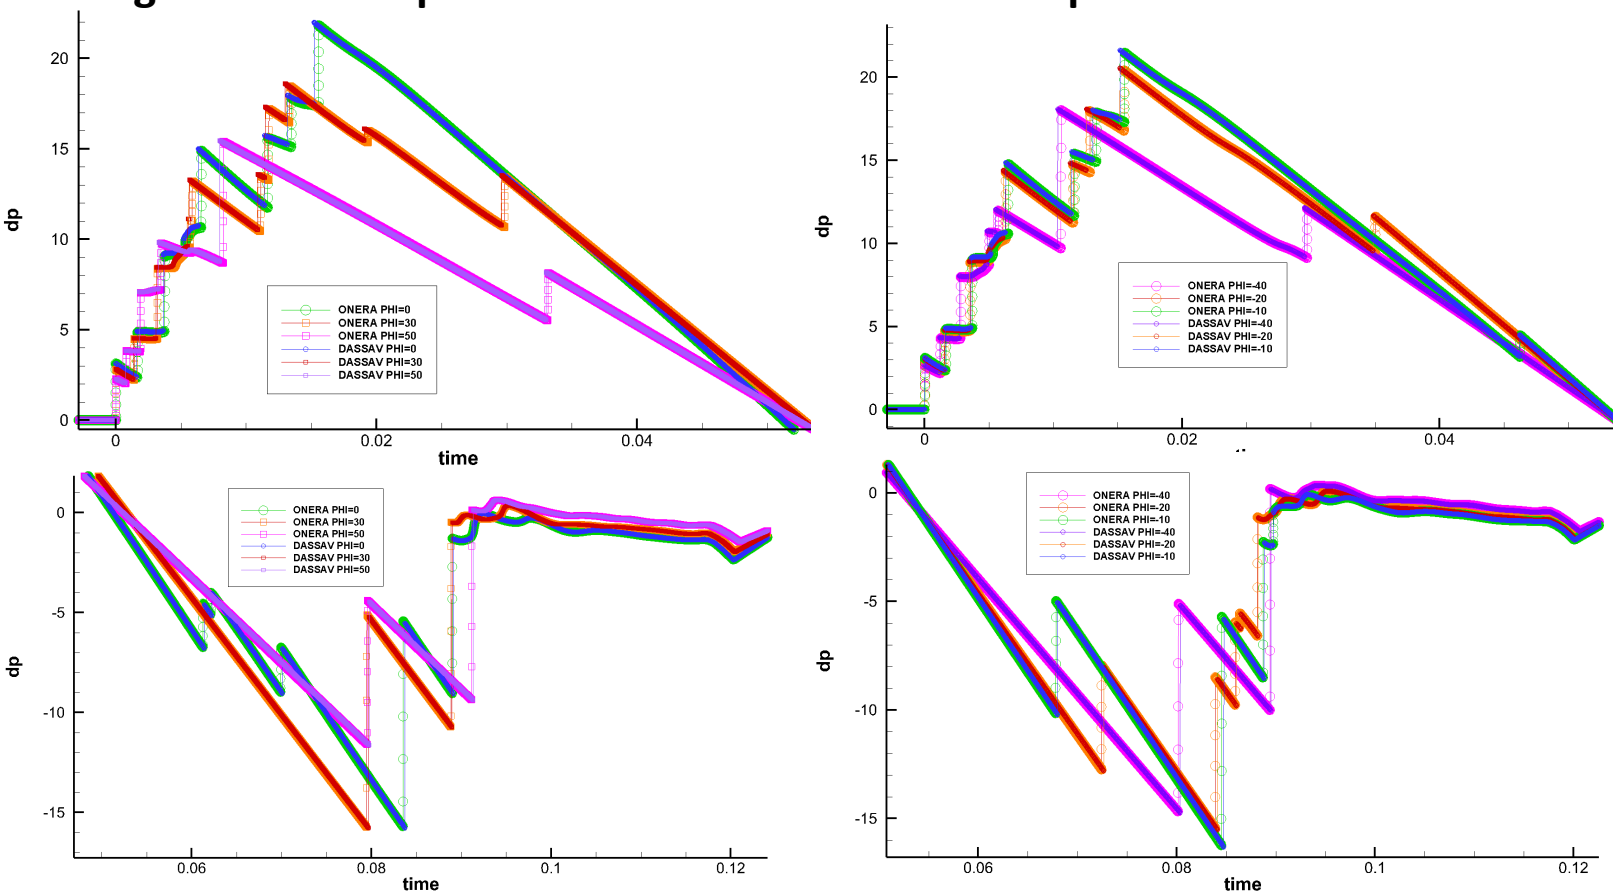 dp
20
15
10
5
0
ONERA PHI=0
ONERA PHI=30
ONERA PHI=50
DASSAV PHI=0
DASSAV PHI=30
DASSAV PHI=50
0
0.02
0.04
time
dp
20
15
10
5
0
ONERA PHI=-40
ONERA PHI=-20
ONERA PHI=-10
DASSAV PHI=-40
DASSAV PHI=-20
DASSAV PHI=-10
0
0.02
0.04
dp
0
-5
-10
-15
ONERA PHI=0
ONERA PHI=30
ONERA PHI=50
DASSAV PHI=0
DASSAV PHI=30
DASSAV PHI=50
0.06
0.08
0.1
0.12
time
dp
0
-5
-10
-15
ONERA PHI=-40
ONERA PHI=-20
ONERA PHI=-10
DASSAV PHI=-40
DASSAV PHI=-20
DASSAV PHI=-10
0.06
0.08
0.1
0.12
time